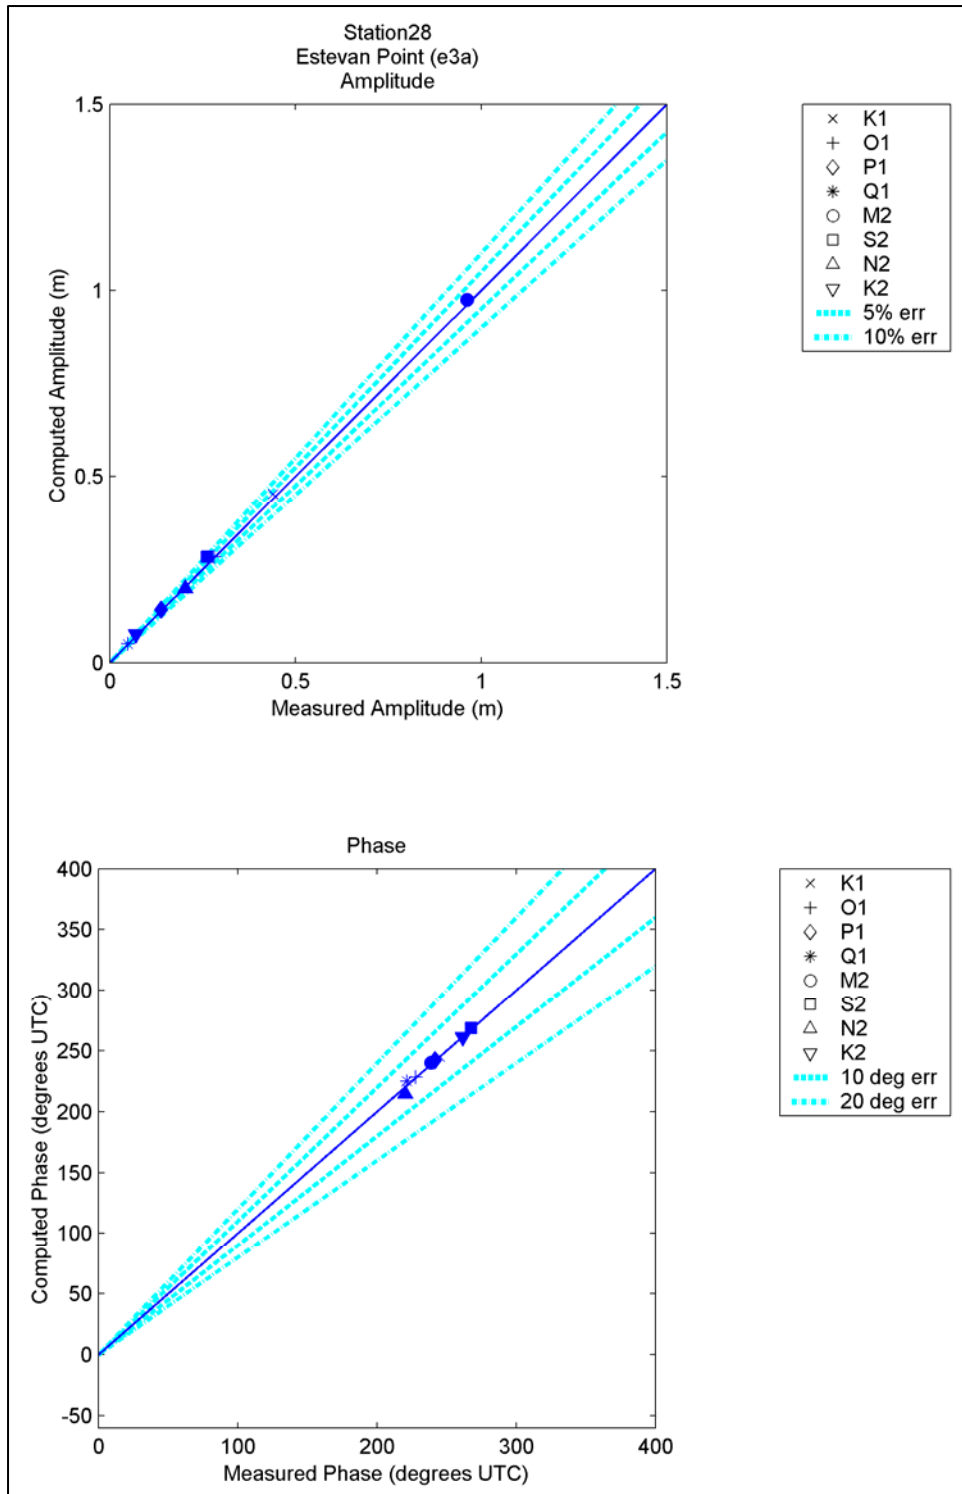 Station28
Estevan Point (e3a)
Amplitude
1.5
1
0.5
0
Computed Amplitude (m)
0 0.5 1 1.5
Measured Amplitude (m)
K1
O1
P1
Q1
M2
S2
N2
K2
5% err
10% err
Phase
400
350
300
250
200
150
100
50
0
-50
Computed Phase (degrees UTC)
0 100 200 300 400
Measured Phase (degrees UTC)
K1
O1
P1
Q1
M2
S2
N2
K2
10 deg err
20 deg err